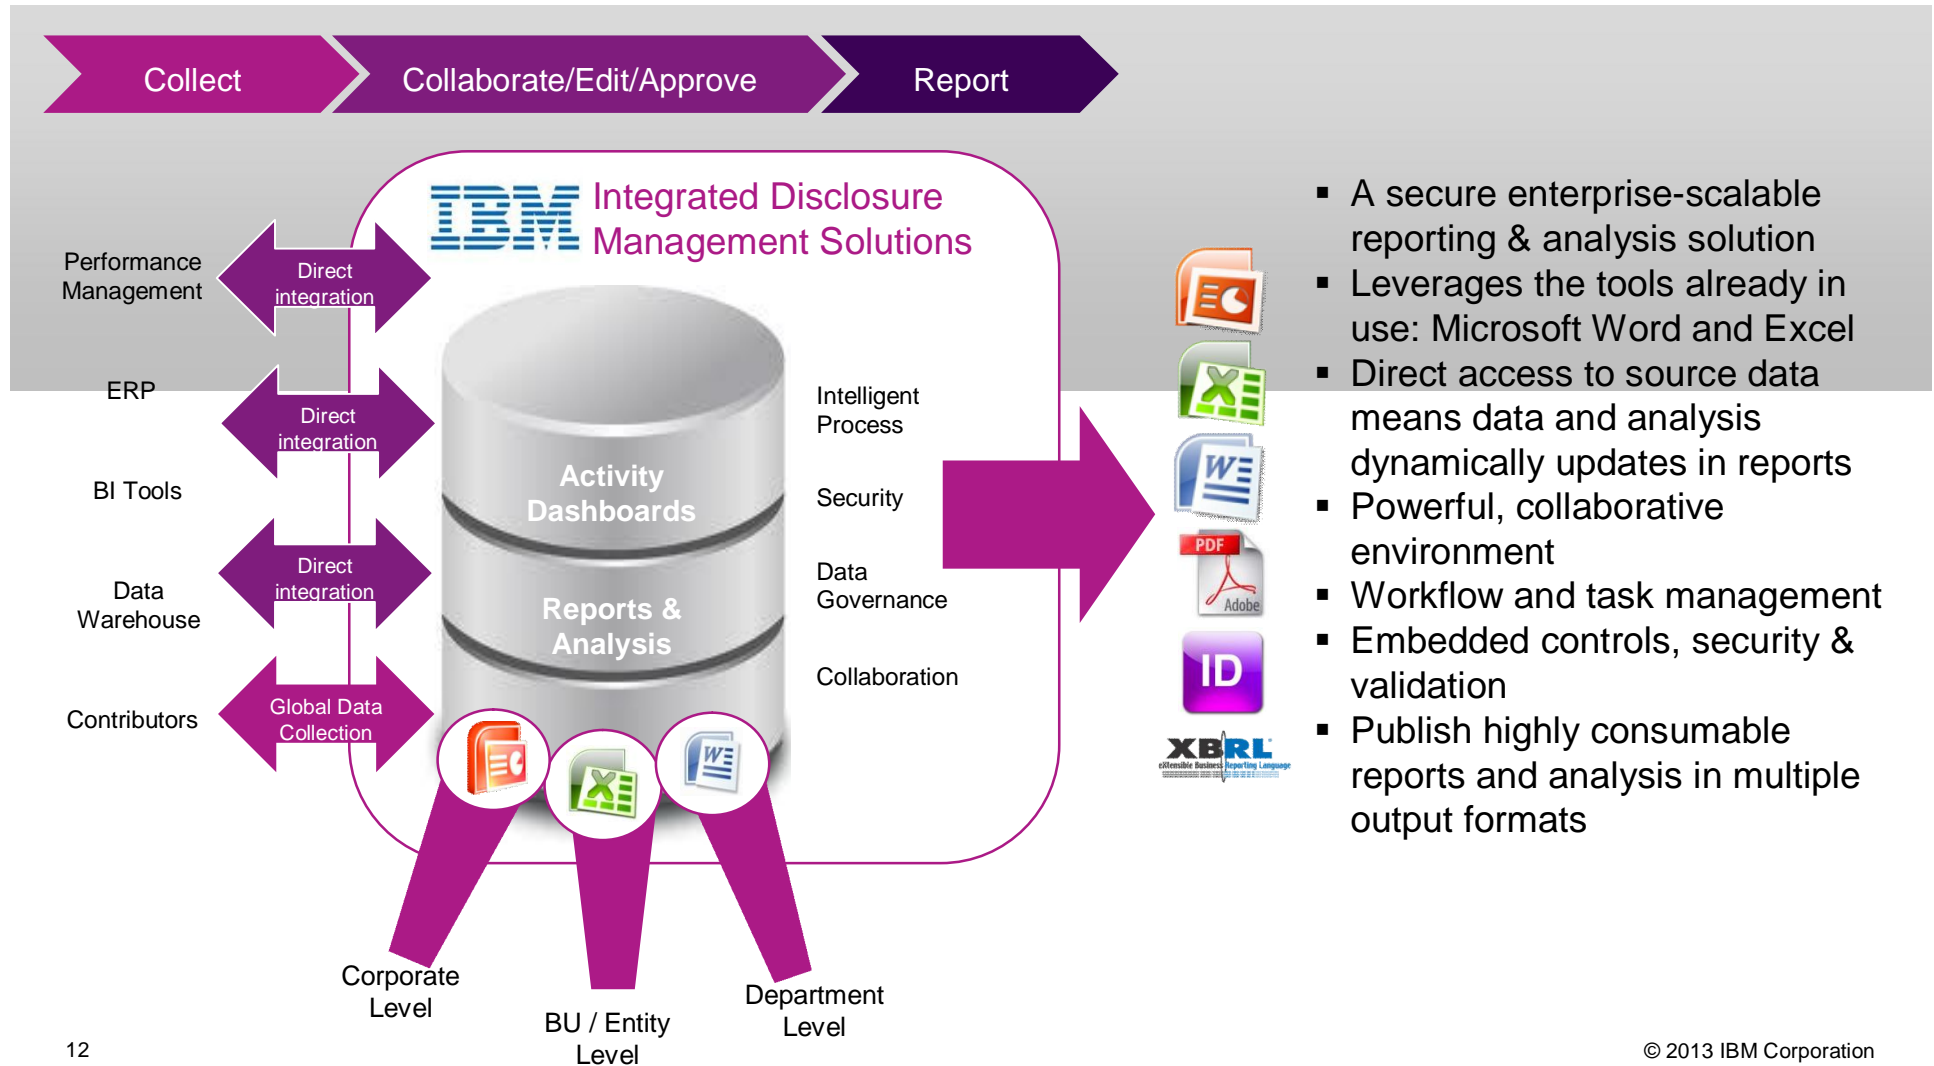 Collect
Collaborate/Edit/Approve
Report
IBM
Integrated Disclosure
Management Solutions
Performance
Management
Direct
integration
ERP
Direct
integration
BI Tools
Data
Warehouse
Direct
integration
Contributors
Global Data
Collection
Activity
Dashboards
Reports &
Analysis
Intelligent
Process
Security
Data
Governance
Collaboration
Corporate
Level
BU / Entity
Level
Department
Level
PDF
Adobe
ID
XBRL
eXtensible Business Reporting Language
▪ A secure enterprise-scalable
reporting & analysis solution
▪ Leverages the tools already in
use: Microsoft Word and Excel
▪ Direct access to source data
means data and analysis
dynamically updates in reports
▪ Powerful, collaborative
environment
▪ Workflow and task management
▪ Embedded controls, security &
validation
▪ Publish highly consumable
reports and analysis in multiple
output formats
12
© 2013 IBM Corporation